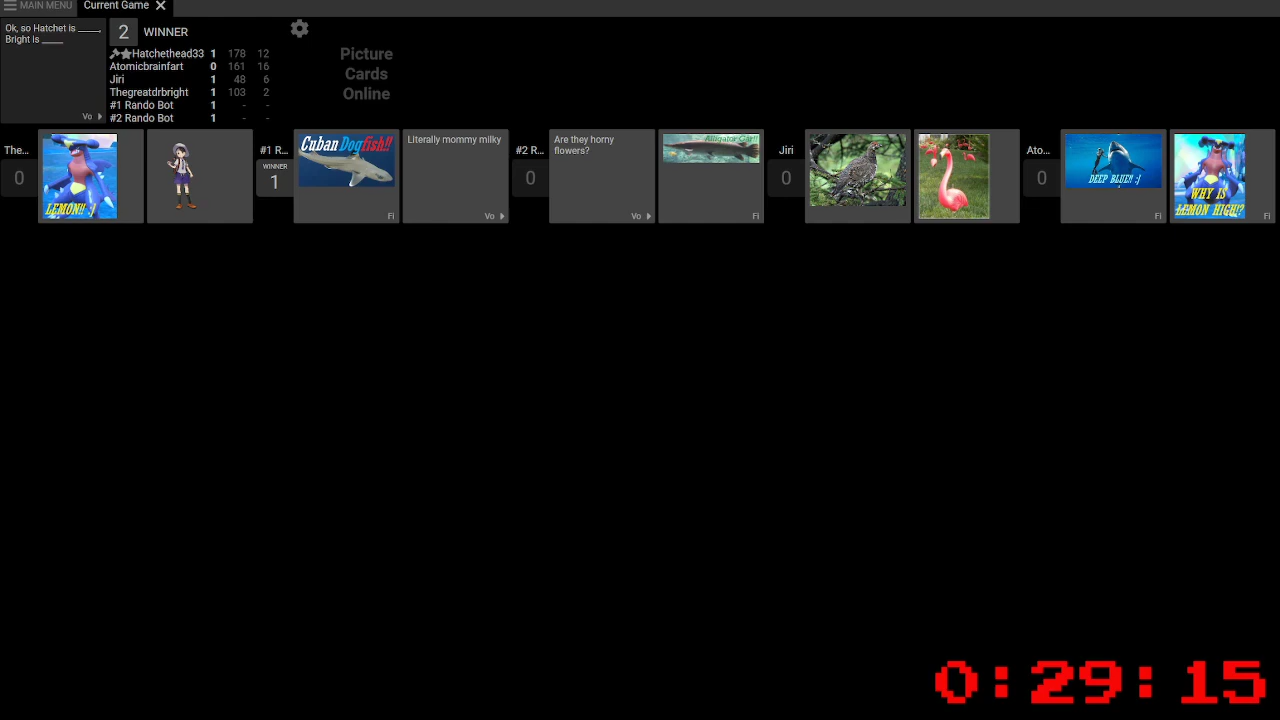 MAIN MENU
Current Game
Ok, so Hatchet is ____,
Bright is ____
Vo
2 WINNER
Hatchethead33 1 178 12
Atomicbrainfart 0 161 16
Jiri 1 48 6
Thegreatdrbright 1 103 2
#1 Rando Bot 1 - -
#2 Rando Bot 1 - -
Picture
Cards
Online
The...
0
LEMON!! :/
#1 R...
WINNER
1
Cuban Dogfish!!
Fi
Literally mommy milky
Vo
#2 R...
0
Are they horny
flowers?
Vo
Alligator Gar!!
Fi
Jiri
0
Ato...
0
DEEP BLUE!! :/
Fi
WHY IS
LEMON HIGH!?
Fi
0:29:15